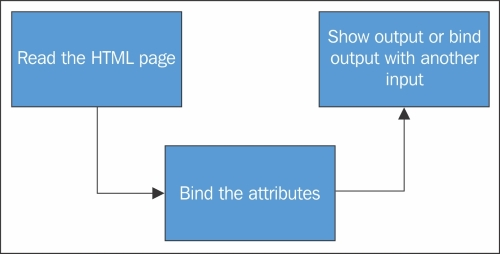 Read the HTML page
Show output or bind
output with another
input
Bind the attributes